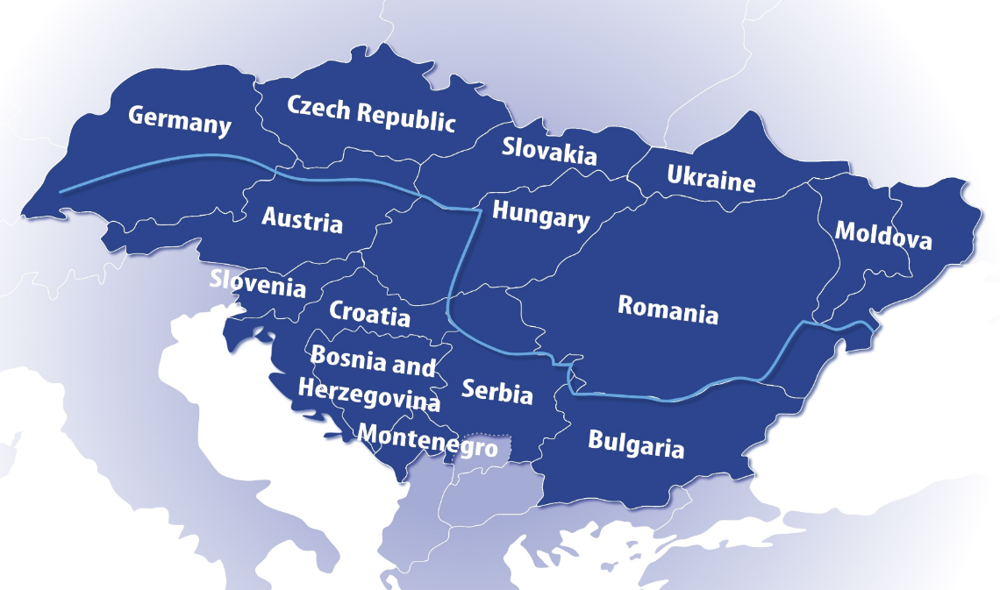 Germany
Czech Republic
Slovakia
Ukraine
Hungary
Austria
Moldova
Slovenia
Croatia
Romania
Bosnia and
Herzegovina
Serbia
Montenegro
Bulgaria